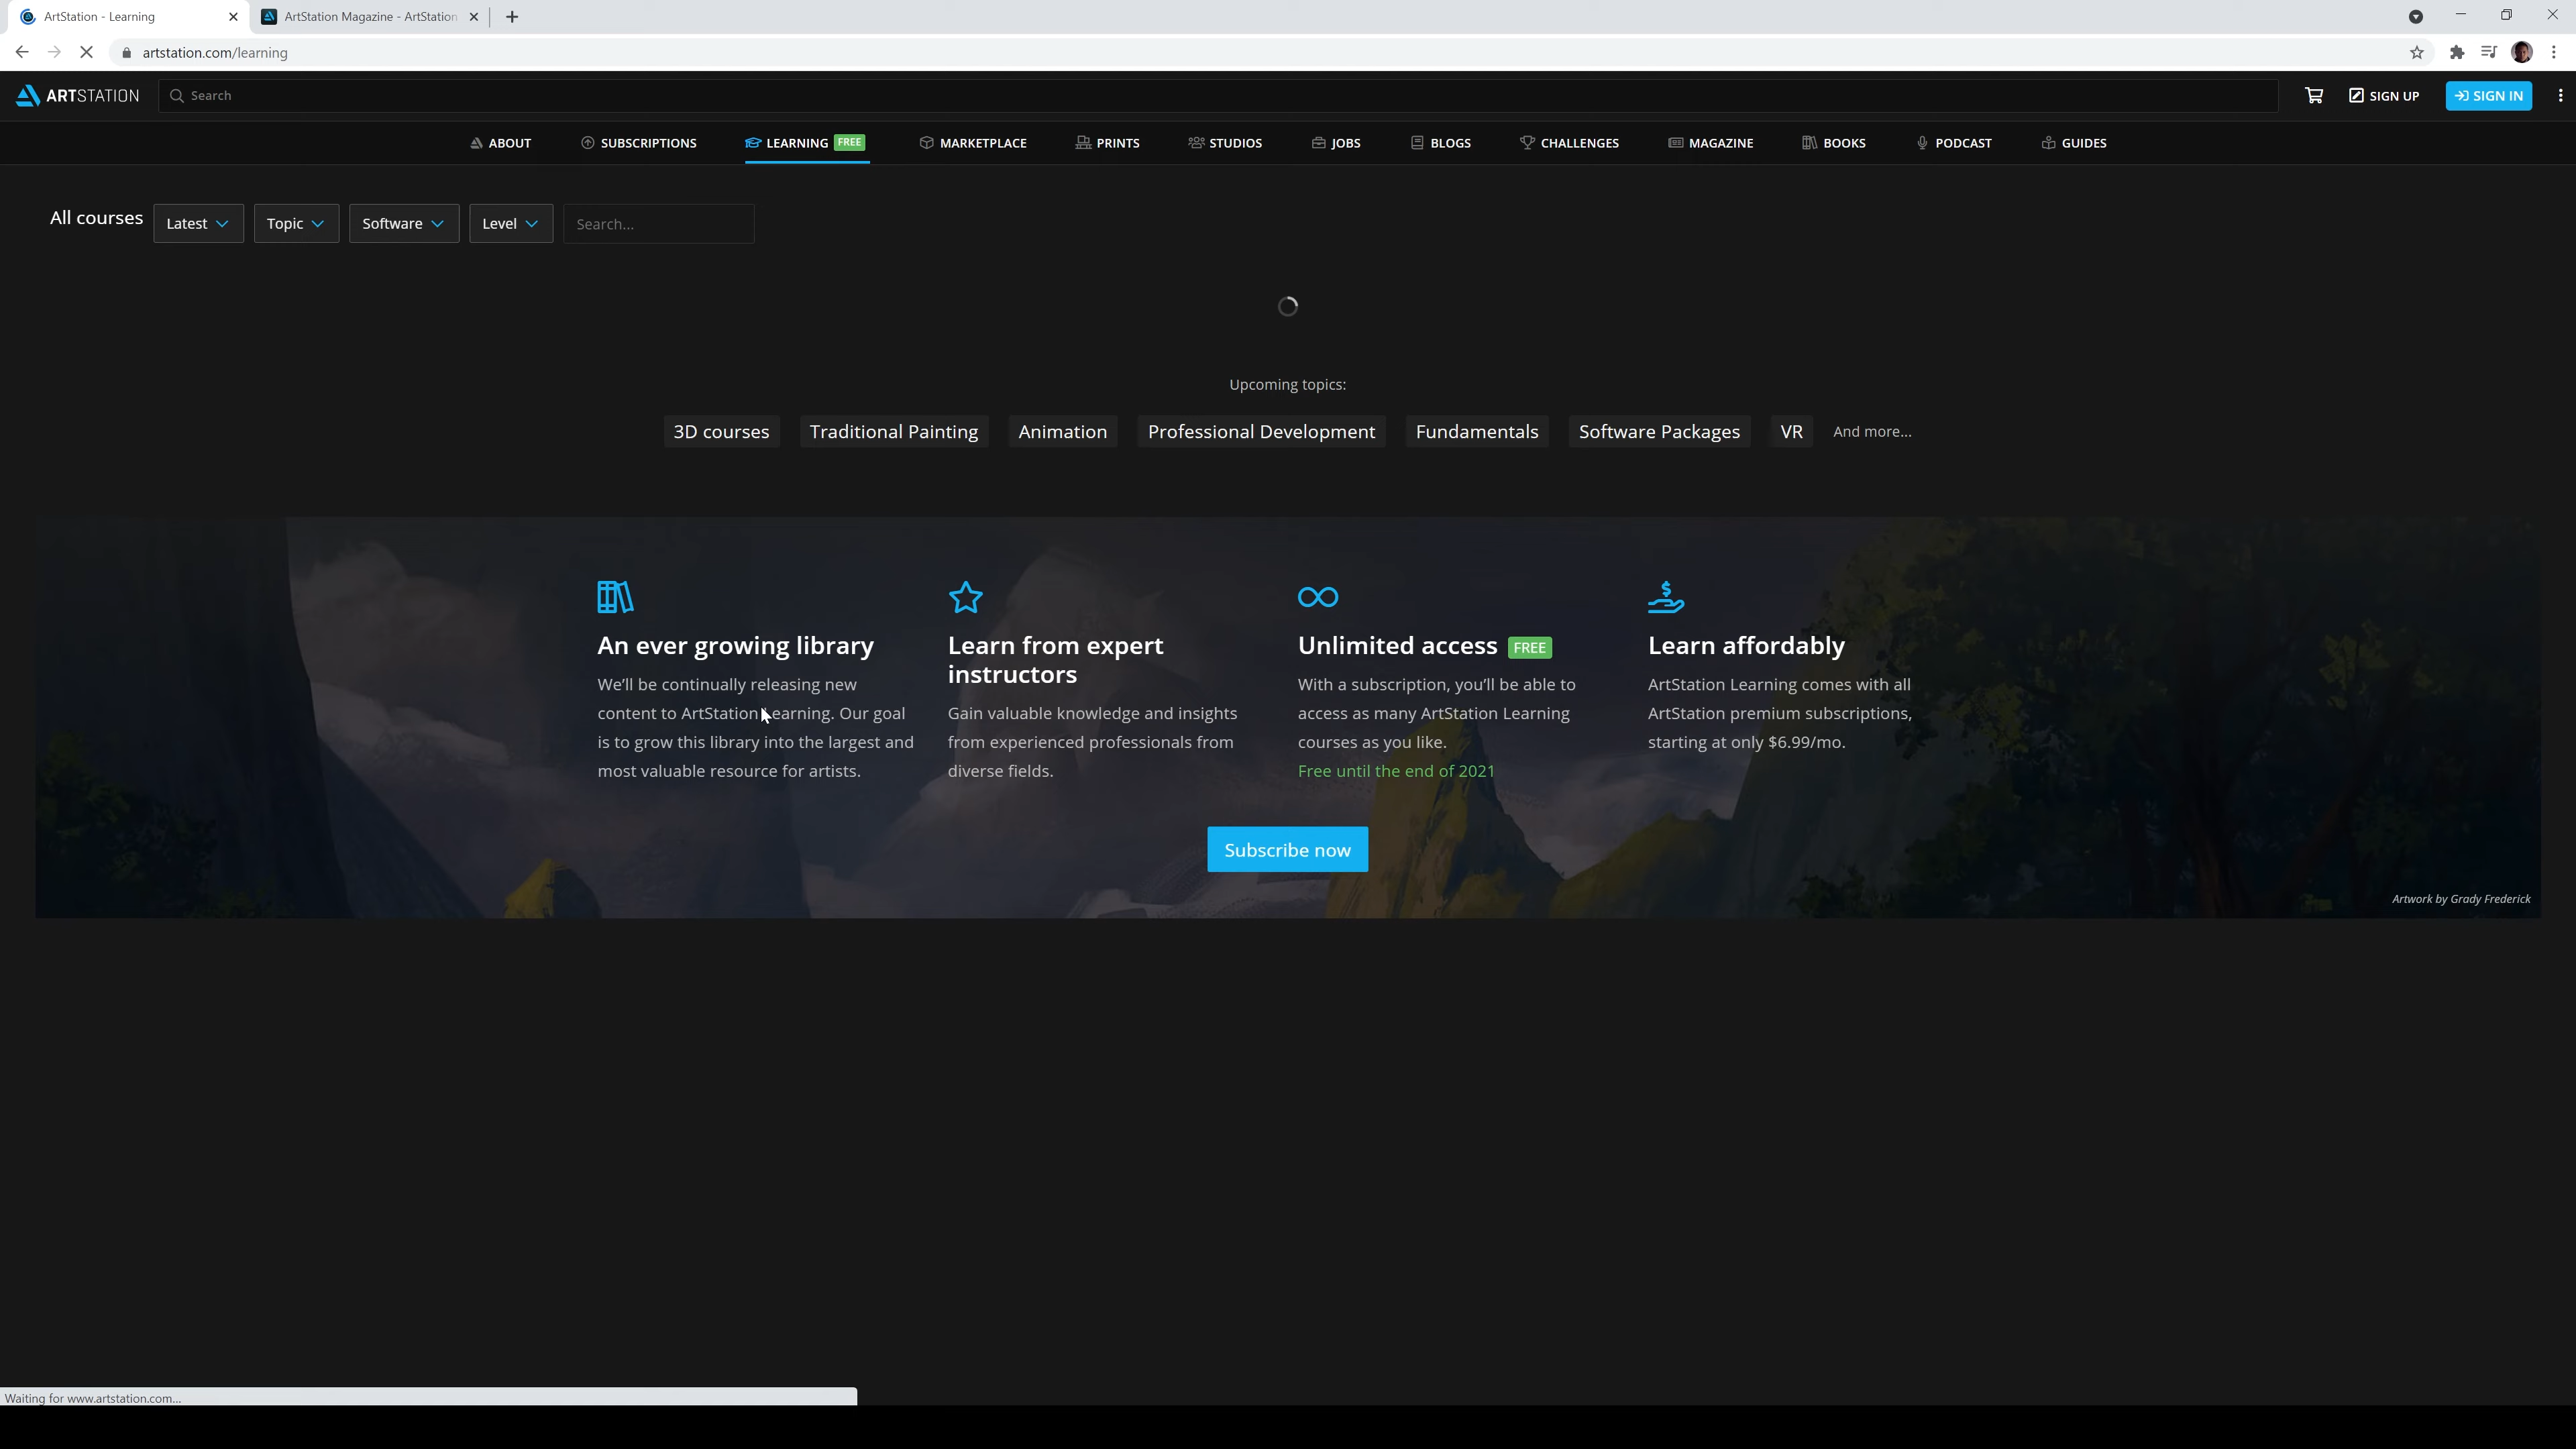 ArtStation - Learning
ArtStation Magazine - ArtStation
artstation.com/learning
ARTSTATION
Search
SIGN UP
SIGN IN
ABOUT
SUBSCRIPTIONS
LEARNING FREE
MARKETPLACE
PRINTS
STUDIOS
JOBS
BLOGS
CHALLENGES
MAGAZINE
BOOKS
PODCAST
GUIDES
All courses
Latest
Topic
Software
Level
Search...
Upcoming topics:
3D courses
Traditional Painting
Animation
Professional Development
Fundamentals
Software Packages
VR
And more...
An ever growing library
We'll be continually releasing new
content to ArtStation Learning. Our goal
is to grow this library into the largest and
most valuable resource for artists.
Learn from expert
instructors
Gain valuable knowledge and insights
from experienced professionals from
diverse fields.
Unlimited access FREE
With a subscription, you'll be able to
access as many ArtStation Learning
courses as you like.
Free until the end of 2021
Learn affordably
ArtStation Learning comes with all
ArtStation premium subscriptions,
starting at only $6.99/mo.
Subscribe now
Artwork by Grady Frederick
Waiting for www.artstation.com...